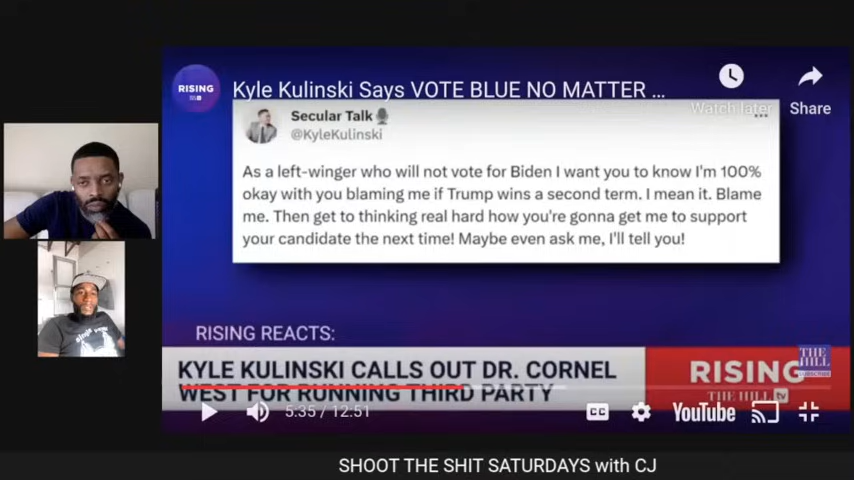 RISING
Kyle Kulinski Says VOTE BLUE NO MATTER ...
Watch later
Share
Secular Talk
@KyleKulinski
As a left-winger who will not vote for Biden I want you to know I'm 100%
okay with you blaming me if Trump wins a second term. I mean it. Blame
me. Then get to thinking real hard how you're gonna get me to support
your candidate the next time! Maybe even ask me, I'll tell you!
RISING REACTS:
KYLE KULINSKI CALLS OUT DR. CORNEL
WEST FOR RUNNING THIRD PARTY
RISING
THE HILL
SUBSCRIBE
THE HILL tv
5:35 / 12:51
CC
YouTube
SHOOT THE SHIT SATURDAYS with CJ